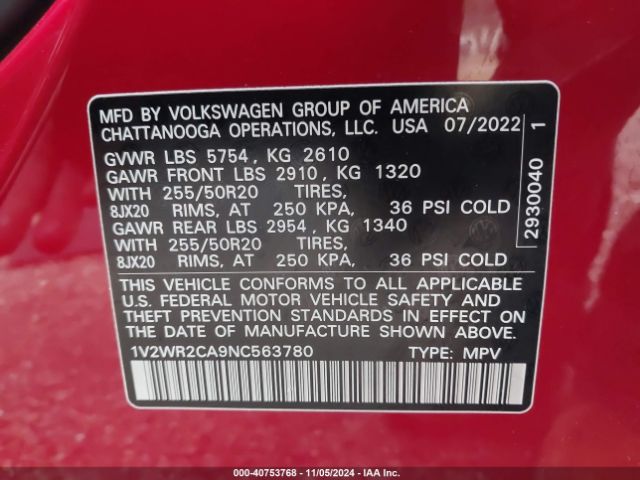 MFD BY VOLKSWAGEN GROUP OF AMERICA
CHATTANOOGA OPERATIONS, LLC. USA 07/2022
GVWR LBS 5754, KG 2610
GAWR FRONT LBS 2910, KG 1320
WITH 255/50R20 TIRES,
8JX20 RIMS, AT 250 KPA, 36 PSI COLD
GAWR REAR LBS 2954, KG 1340
WITH 255/50R20 TIRES,
8JX20 RIMS, AT 250 KPA, 36 PSI COLD
THIS VEHICLE CONFORMS TO ALL APPLICABLE
U.S. FEDERAL MOTOR VEHICLE SAFETY AND
THEFT PREVENTION STANDARDS IN EFFECT
ON THE DATE OF MANUFACTURE SHOWN ABOVE.
1V2WR2CA9NC563780 TYPE: MPV
2930040 1
000-40753768 - 11/05/2024 - IAA Inc.